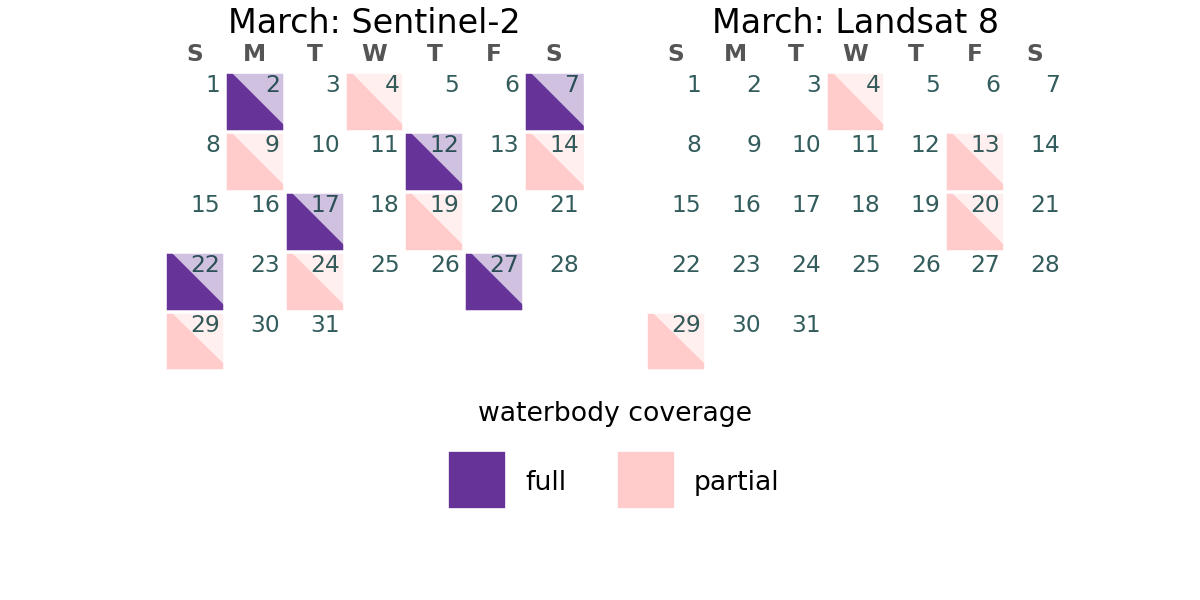 March: Sentinel-2
S M T W T F S
1 2 3 4 5 6 7
8 9 10 11 12 13 14
15 16 17 18 19 20 21
22 23 24 25 26 27 28
29 30 31
March: Landsat 8
S M T W T F S
1 2 3 4 5 6 7
8 9 10 11 12 13 14
15 16 17 18 19 20 21
22 23 24 25 26 27 28
29 30 31
waterbody coverage
full
partial